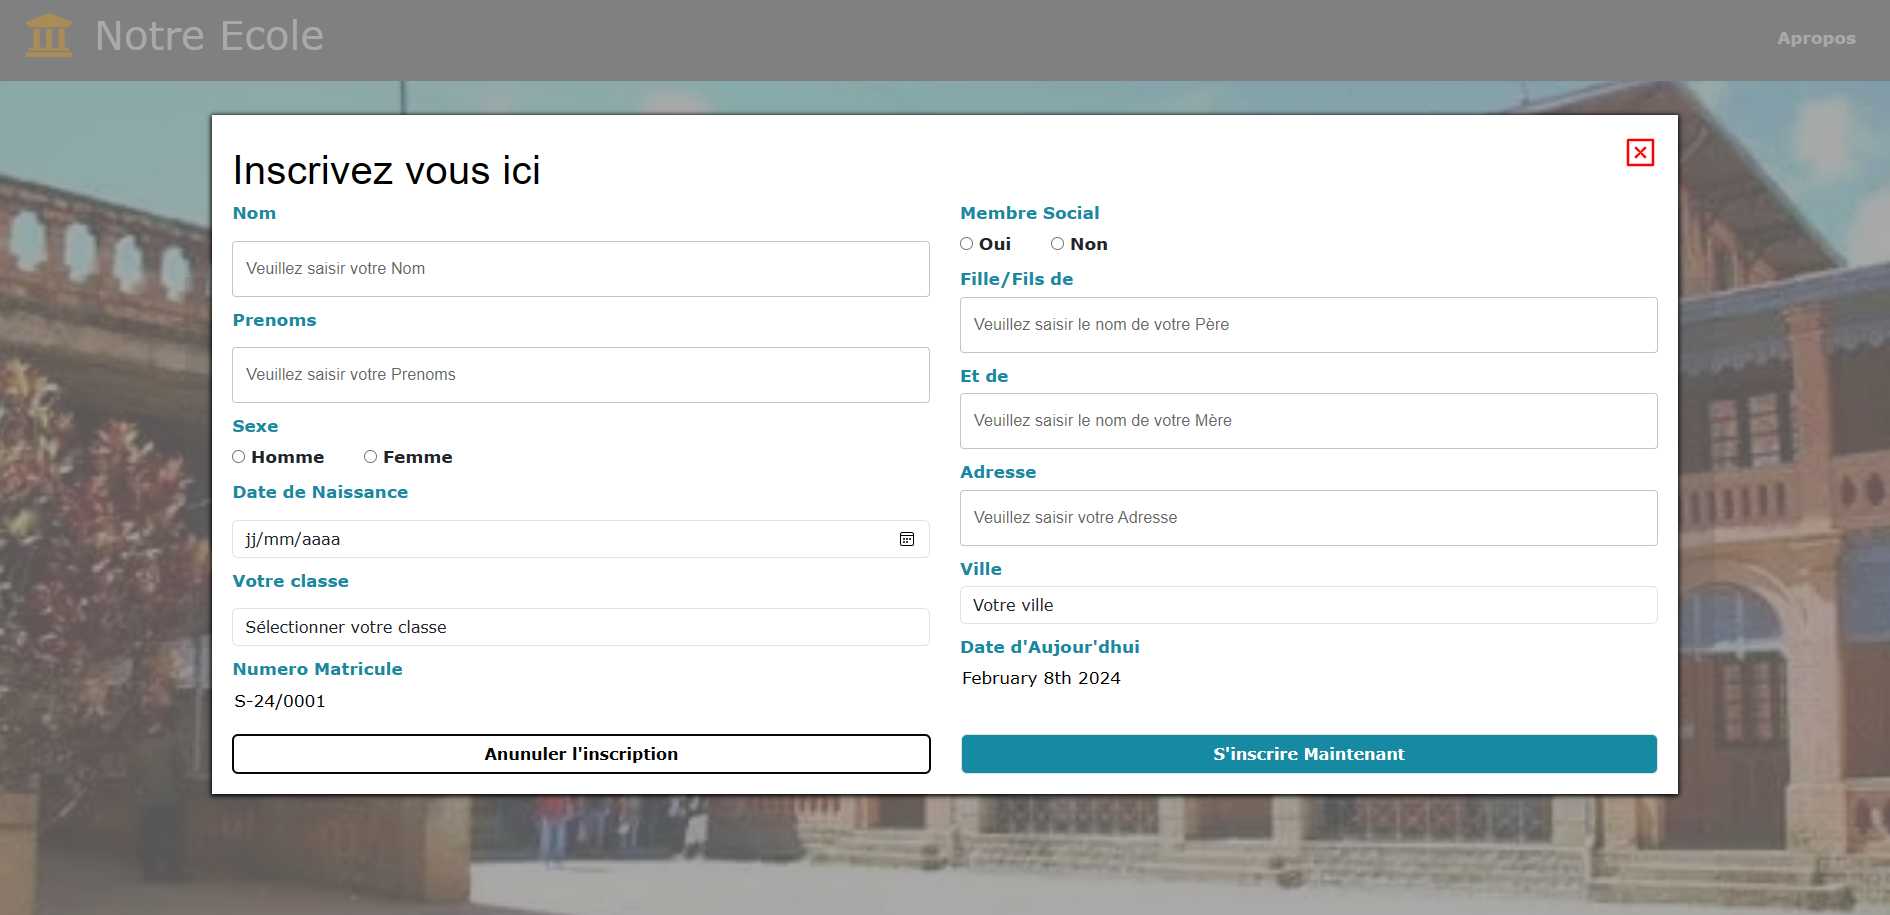 Notre Ecole
Apropos
Inscrivez vous ici
Nom
Veuillez saisir votre Nom
Prenoms
Veuillez saisir votre Prenoms
Sexe
Homme Femme
Date de Naissance
jj/mm/aaaa
Votre classe
Sélectionner votre classe
Numero Matricule
S-24/0001
Anunuler l'inscription
Membre Social
Oui Non
Fille/Fils de
Veuillez saisir le nom de votre Père
Et de
Veuillez saisir le nom de votre Mère
Adresse
Veuillez saisir votre Adresse
Ville
Votre ville
Date d'Aujour'dhui
February 8th 2024
S'inscrire Maintenant